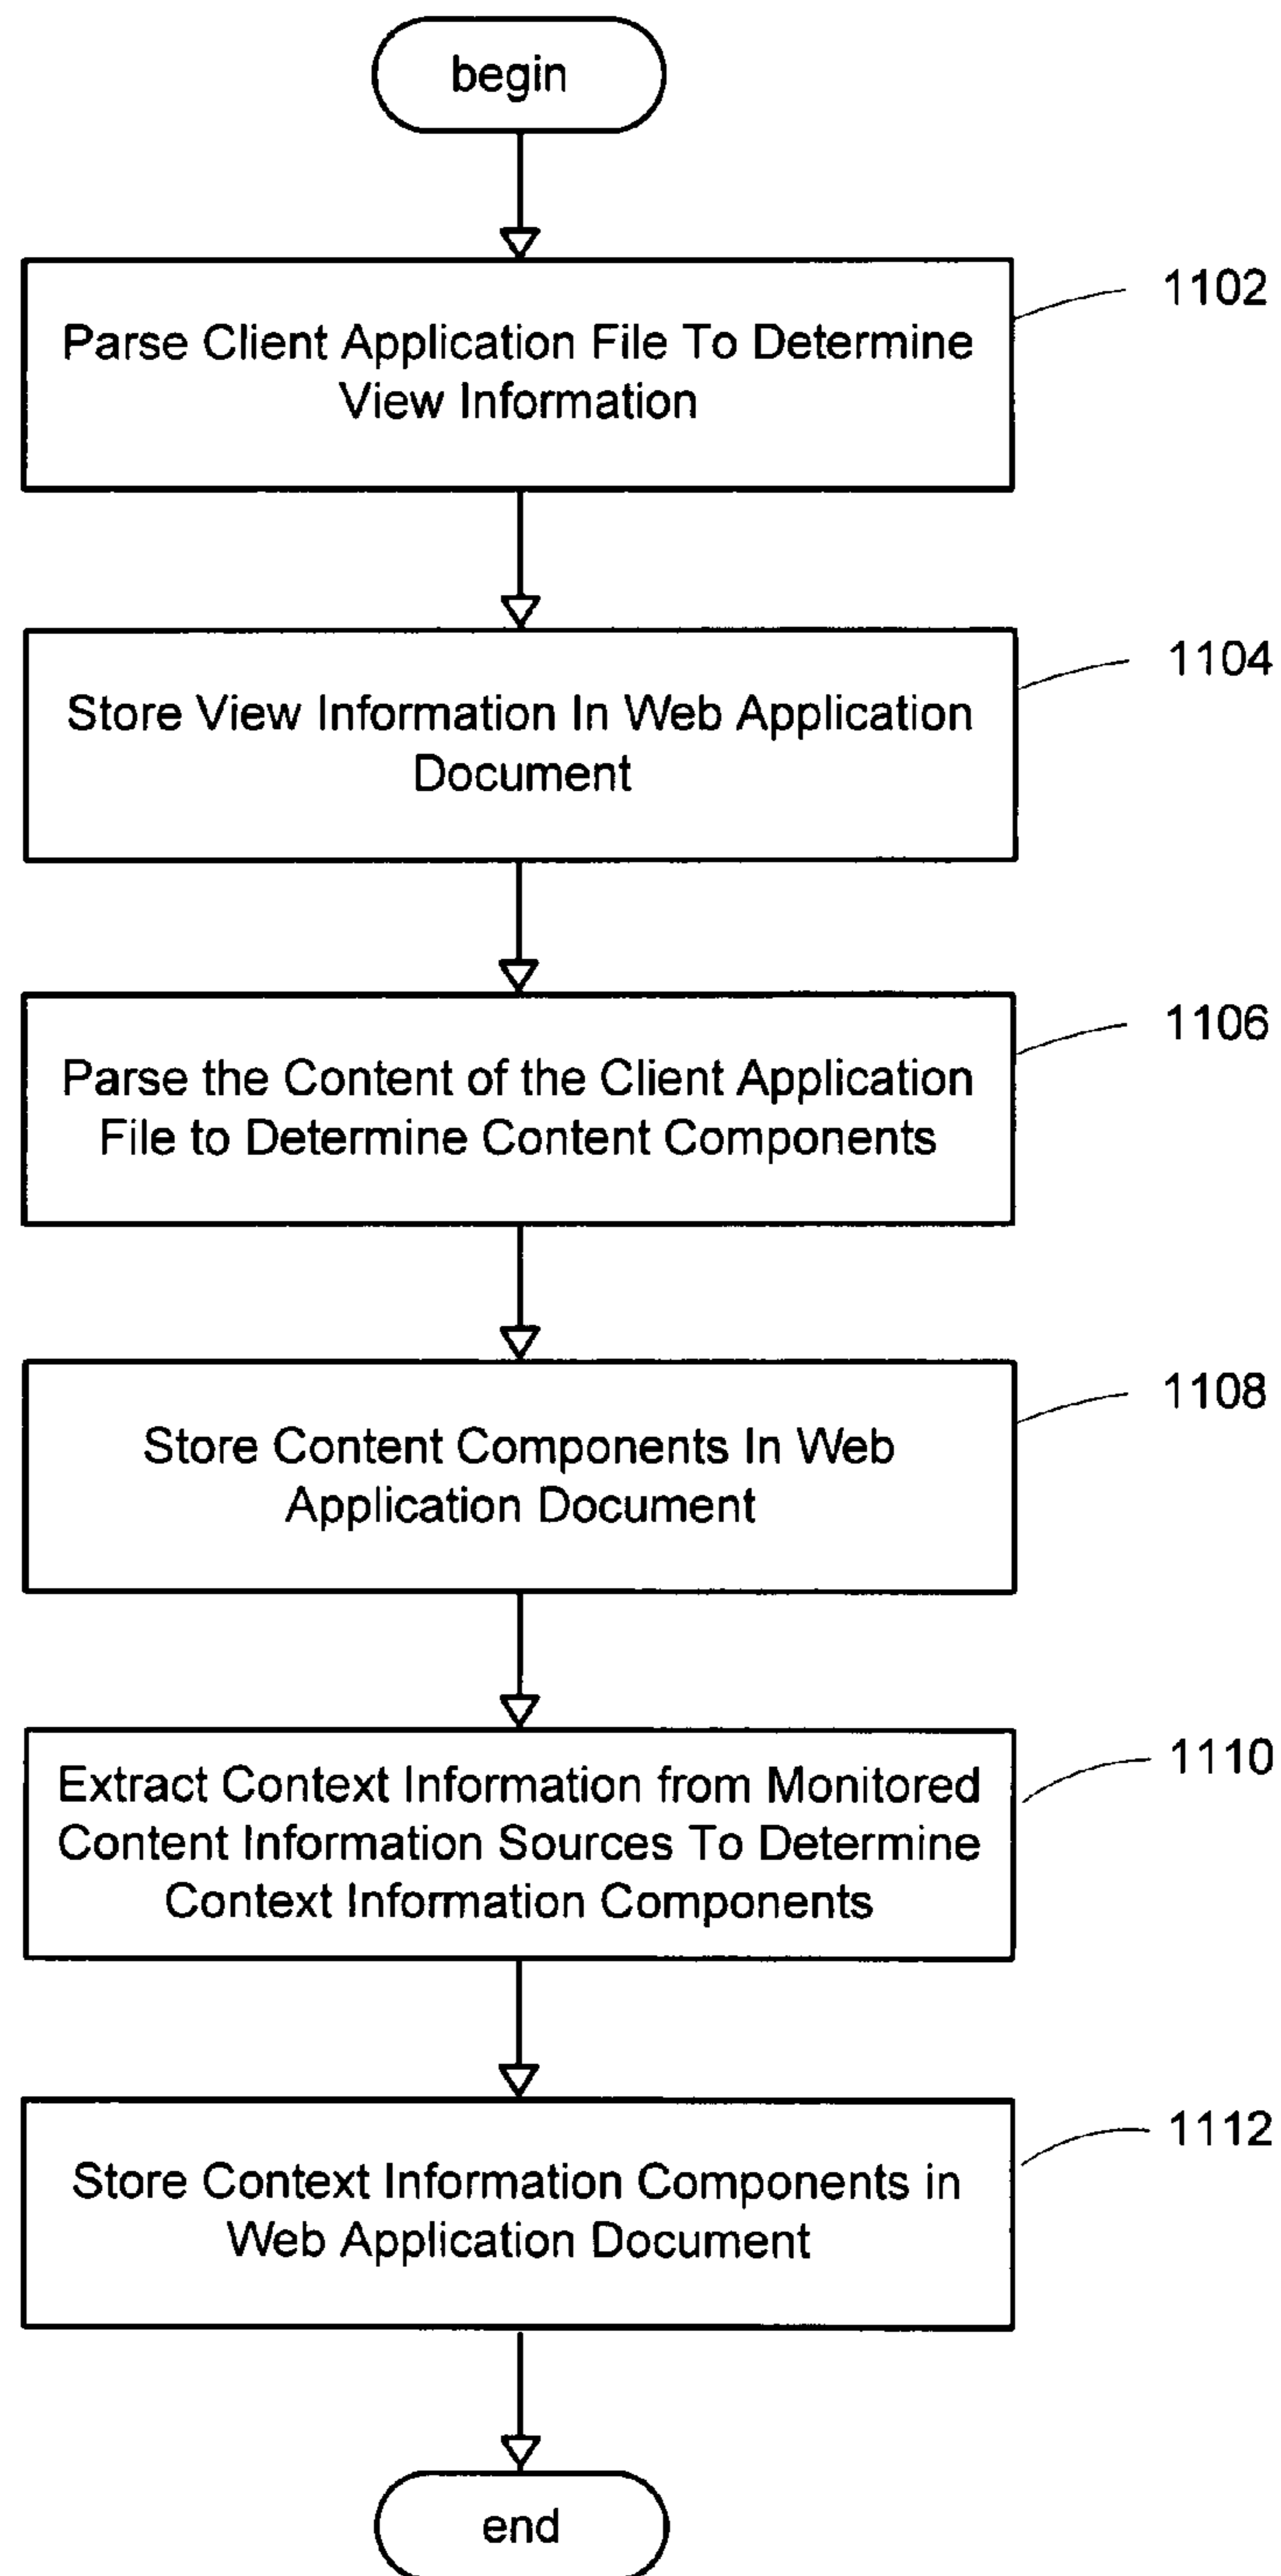 begin
Parse Client Application File To Determine
View Information
1102
Store View Information In Web Application
Document
1104
Parse the Content of the Client Application
File to Determine Content Components
1106
Store Content Components In Web
Application Document
1108
Extract Context Information from Monitored
Content Information Sources To Determine
Context Information Components
1110
Store Context Information Components in
Web Application Document
1112
end